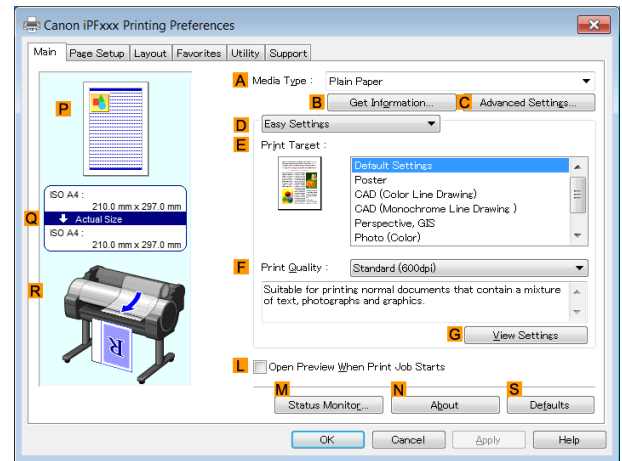 Canon iPFxxx Printing Preferences
Main Page Setup Layout Favorites Utility Support
P
A Media Type : Plain Paper
B Get Information... C Advanced Settings...
D Easy Settings
E Print Target :
Default Settings
Poster
CAD (Color Line Drawing)
CAD (Monochrome Line Drawing )
Perspective, GIS
Photo (Color)
ISO A4 :
210.0 mm x 297.0 mm
Q Actual Size
ISO A4 :
210.0 mm x 297.0 mm
F Print Quality : Standard (600dpi)
Suitable for printing normal documents that contain a mixture
of text, photographs and graphics.
R
R
G View Settings
L Open Preview When Print Job Starts
M N S
Status Monitor... About Defaults
OK Cancel Apply Help